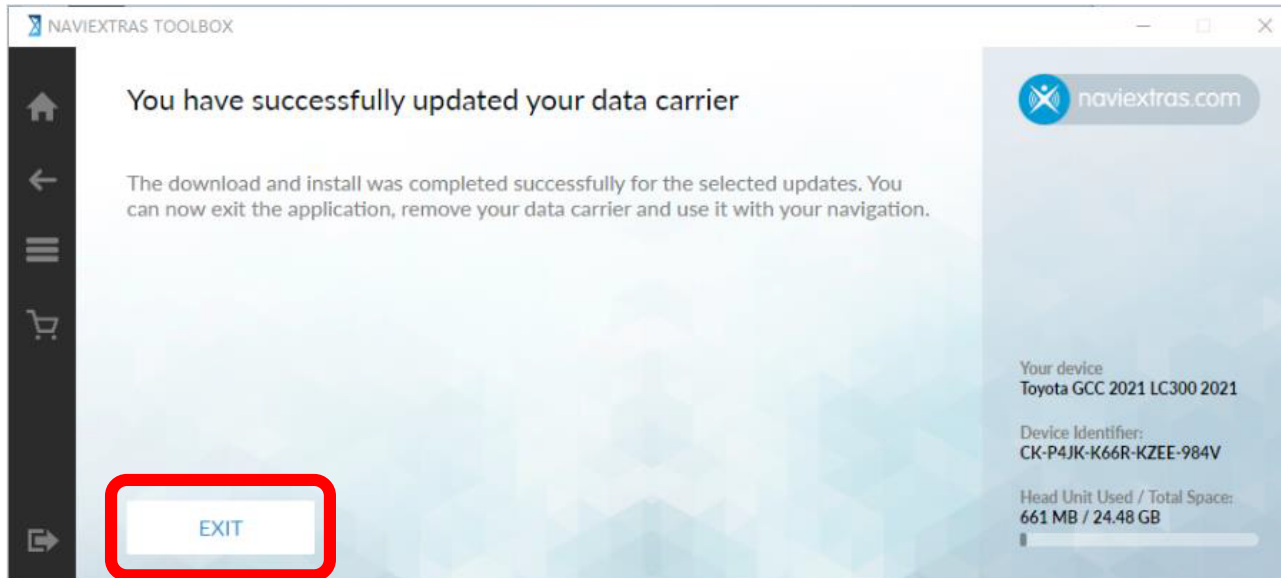 NAVIEXTRAS TOOLBOX
You have successfully updated your data carrier
naviextras.com
The download and install was completed successfully for the selected updates. You
can now exit the application, remove your data carrier and use it with your navigation.
Your device
Toyota GCC 2021 LC300 2021
Device Identifier:
CK-P4JK-K66R-KZEE-984V
Head Unit Used / Total Space:
661 MB / 24.48 GB
EXIT